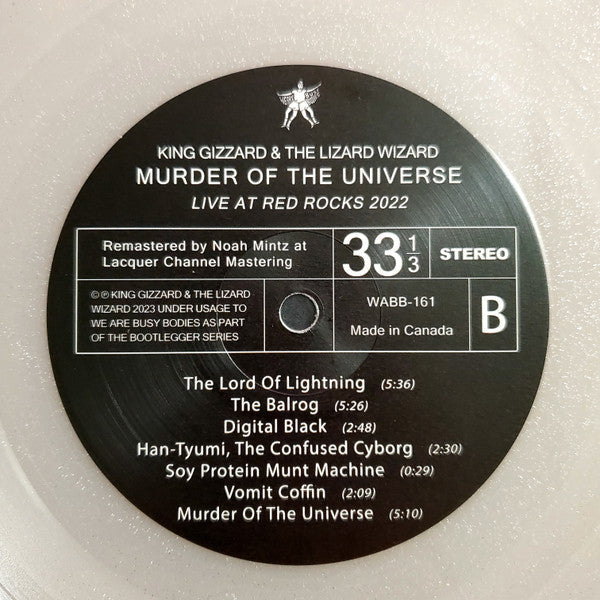 KING GIZZARD & THE LIZARD WIZARD
MURDER OF THE UNIVERSE
LIVE AT RED ROCKS 2022
Remastered by Noah Mintz at
Lacquer Channel Mastering
33 1/3
STEREO
© ℗ KING GIZZARD & THE LIZARD
WIZARD 2023 UNDER USAGE TO
WE ARE BUSY BODIES AS PART
OF THE BOOTLEGGER SERIES
WABB-161
Made in Canada
B
The Lord Of Lightning (5:36)
The Balrog (5:26)
Digital Black (2:48)
Han-Tyumi, The Confused Cyborg (2:30)
Soy Protein Munt Machine (0:29)
Vomit Coffin (2:09)
Murder Of The Universe (5:10)